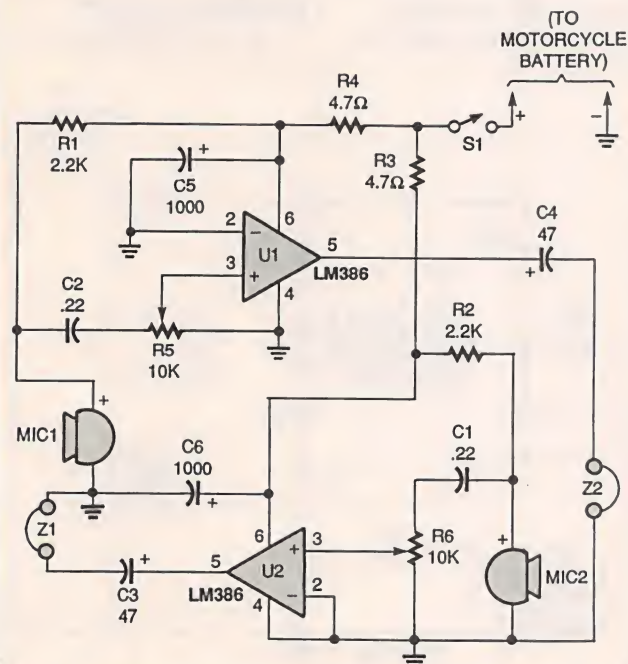 (TO
MOTORCYCLE
BATTERY)
R4
4.7Ω
+
−
S1
R1
2.2K
R3
4.7Ω
+
C5
1000
2
−
6
U1
5
LM386
C4
47
+
3
+
4
C2
.22
R5
10K
R2
2.2K
MIC1
+
C6
1000
+
C1
.22
Z1
Z2
6
3
+
U2
5
R6
10K
+
MIC2
C3
47
+
LM386
4
2
−